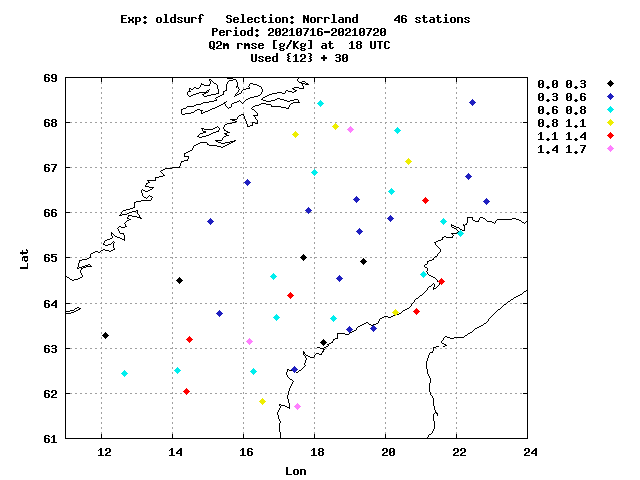 Exp: oldsurf Selection: Norrland 46 stations
Period: 20210716-20210720
Q2m rmse [g/Kg] at 18 UTC
Used {12} + 30
0.0 0.3
0.3 0.6
0.6 0.8
0.8 1.1
1.1 1.4
1.4 1.7
Lat
69
68
67
66
65
64
63
62
61
12 14 16 18 20 22 24
Lon